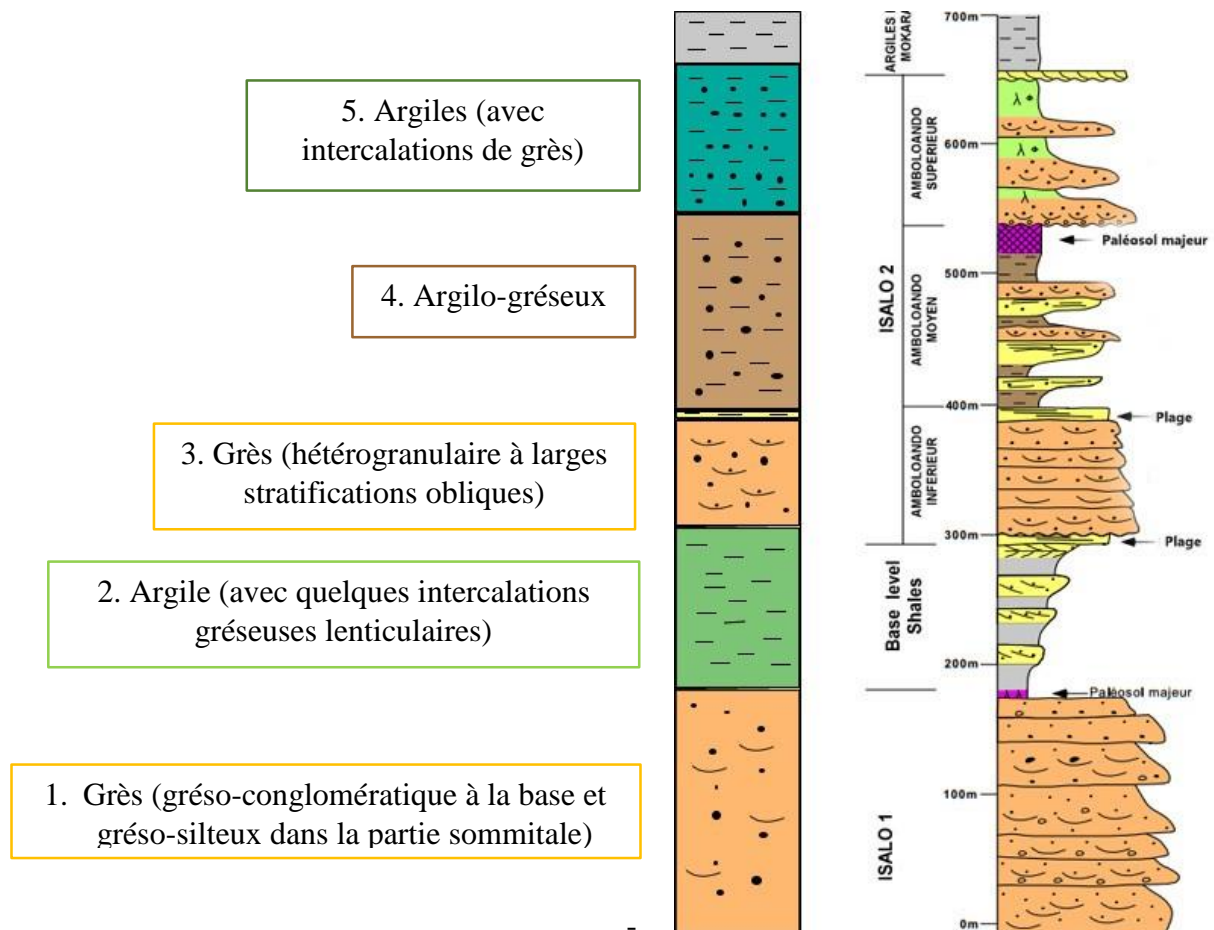 5. Argiles (avec
intercalations de grès)
4. Argilo-gréseux
3. Grès (hétérogranulaire à larges
stratifications obliques)
2. Argile (avec quelques intercalations
gréseuses lenticulaires)
1. Grès (gréso-conglomératique à la base et
gréso-silteux dans la partie sommitale)
ARGILES
MOKARA
ISALO 2
AMBOLOANDO
SUPERIEUR
AMBOLOANDO
MOYEN
AMBOLOANDO
INFERIEUR
Base level
Shales
ISALO 1
700m
600m
500m
400m
300m
200m
100m
0m
Paléosol majeur
Plage
Plage
Paléosol majeur